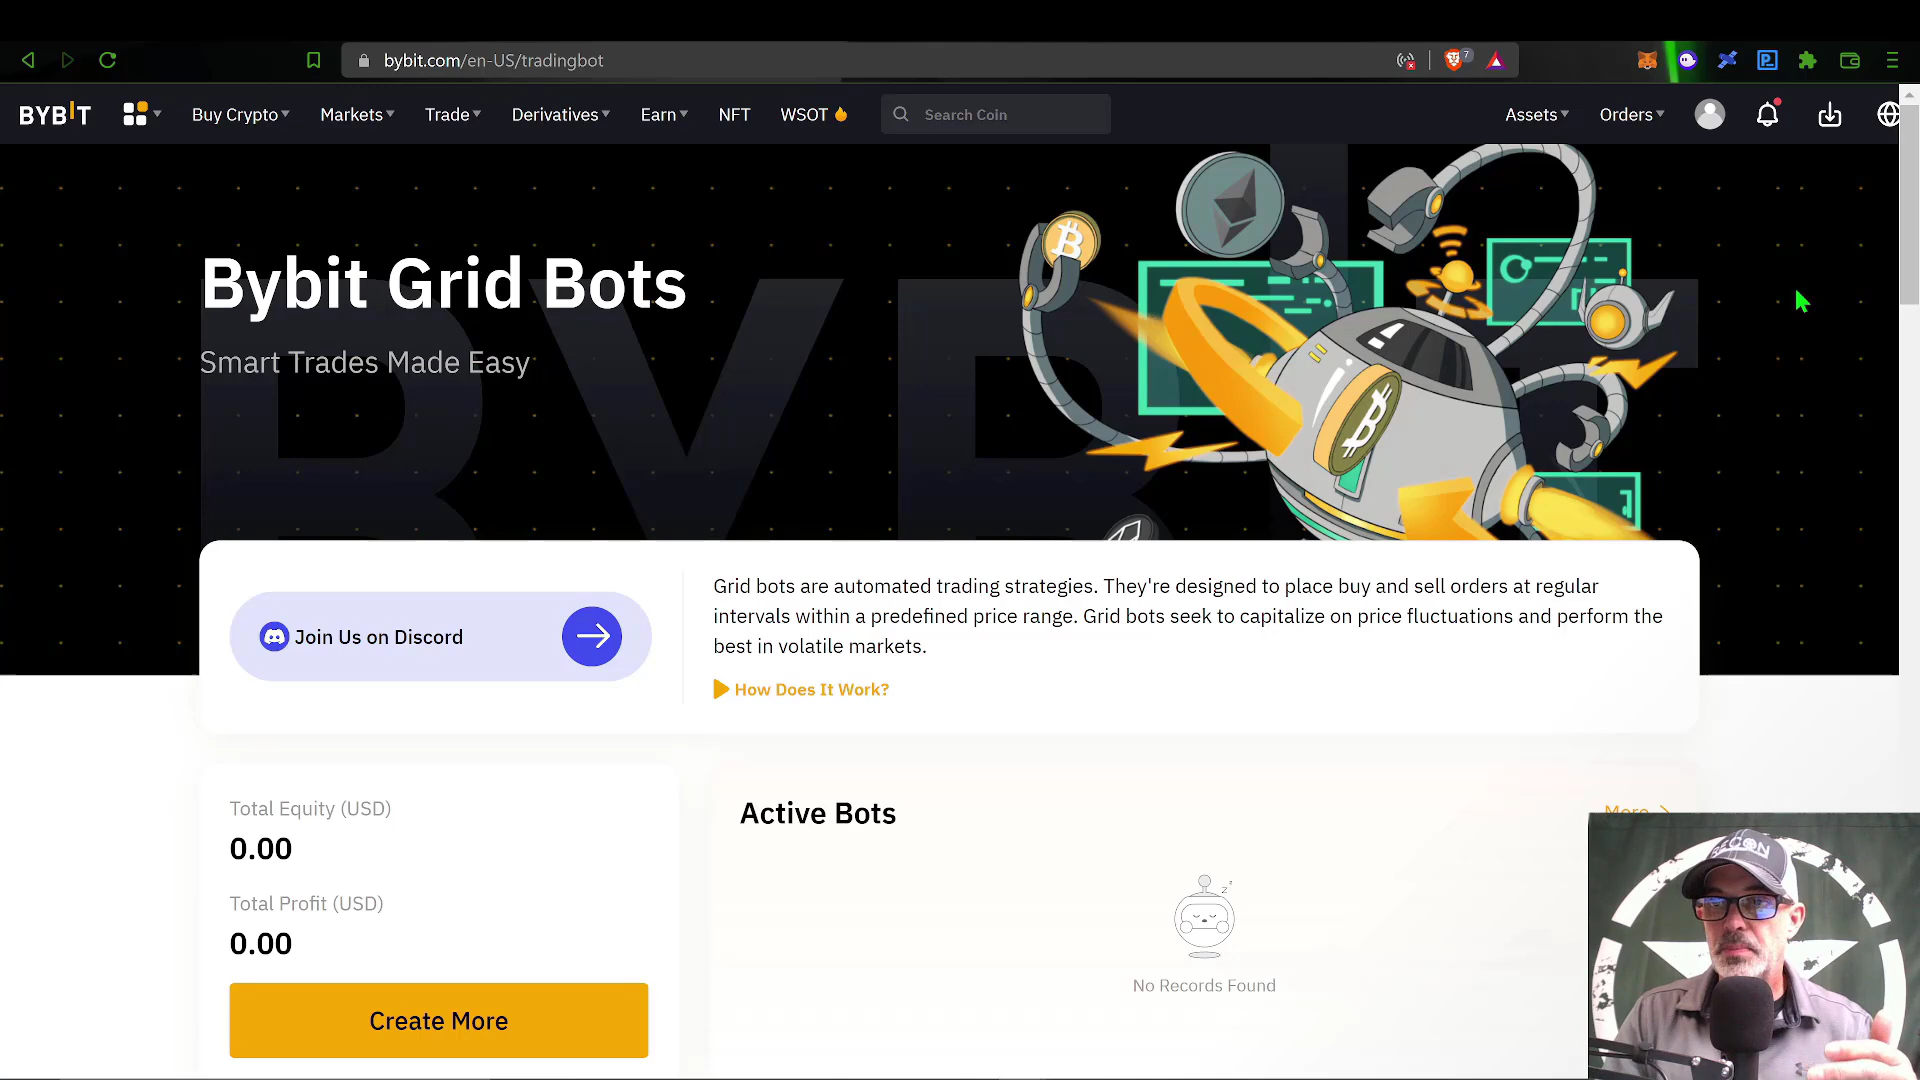 bybit.com/en-US/tradingbot
7
BYBIT
Buy Crypto
Markets
Trade
Derivatives
Earn
NFT
WSOT
Search Coin
Assets
Orders
Bybit Grid Bots
Smart Trades Made Easy
Join Us on Discord
Grid bots are automated trading strategies. They're designed to place buy and sell orders at regular
intervals within a predefined price range. Grid bots seek to capitalize on price fluctuations and perform the
best in volatile markets.
How Does It Work?
Total Equity (USD)
0.00
Total Profit (USD)
0.00
Create More
Active Bots
More
No Records Found
RECON